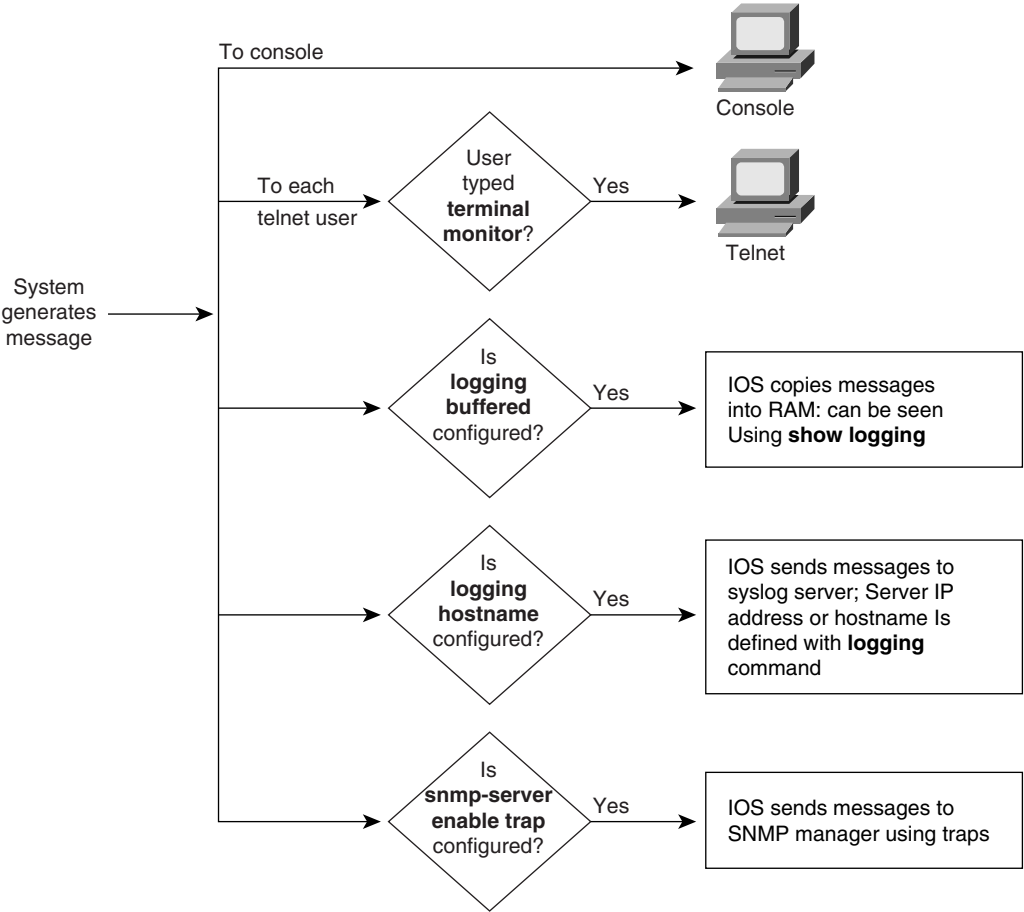 To console
Console
To each
telnet user
User
typed
terminal
monitor?
Yes
Telnet
System
generates
message
Is
logging
buffered
configured?
Yes
IOS copies messages
into RAM: can be seen
Using show logging
Is
logging
hostname
configured?
Yes
IOS sends messages to
syslog server; Server IP
address or hostname Is
defined with logging
command
Is
snmp-server
enable trap
configured?
Yes
IOS sends messages to
SNMP manager using traps